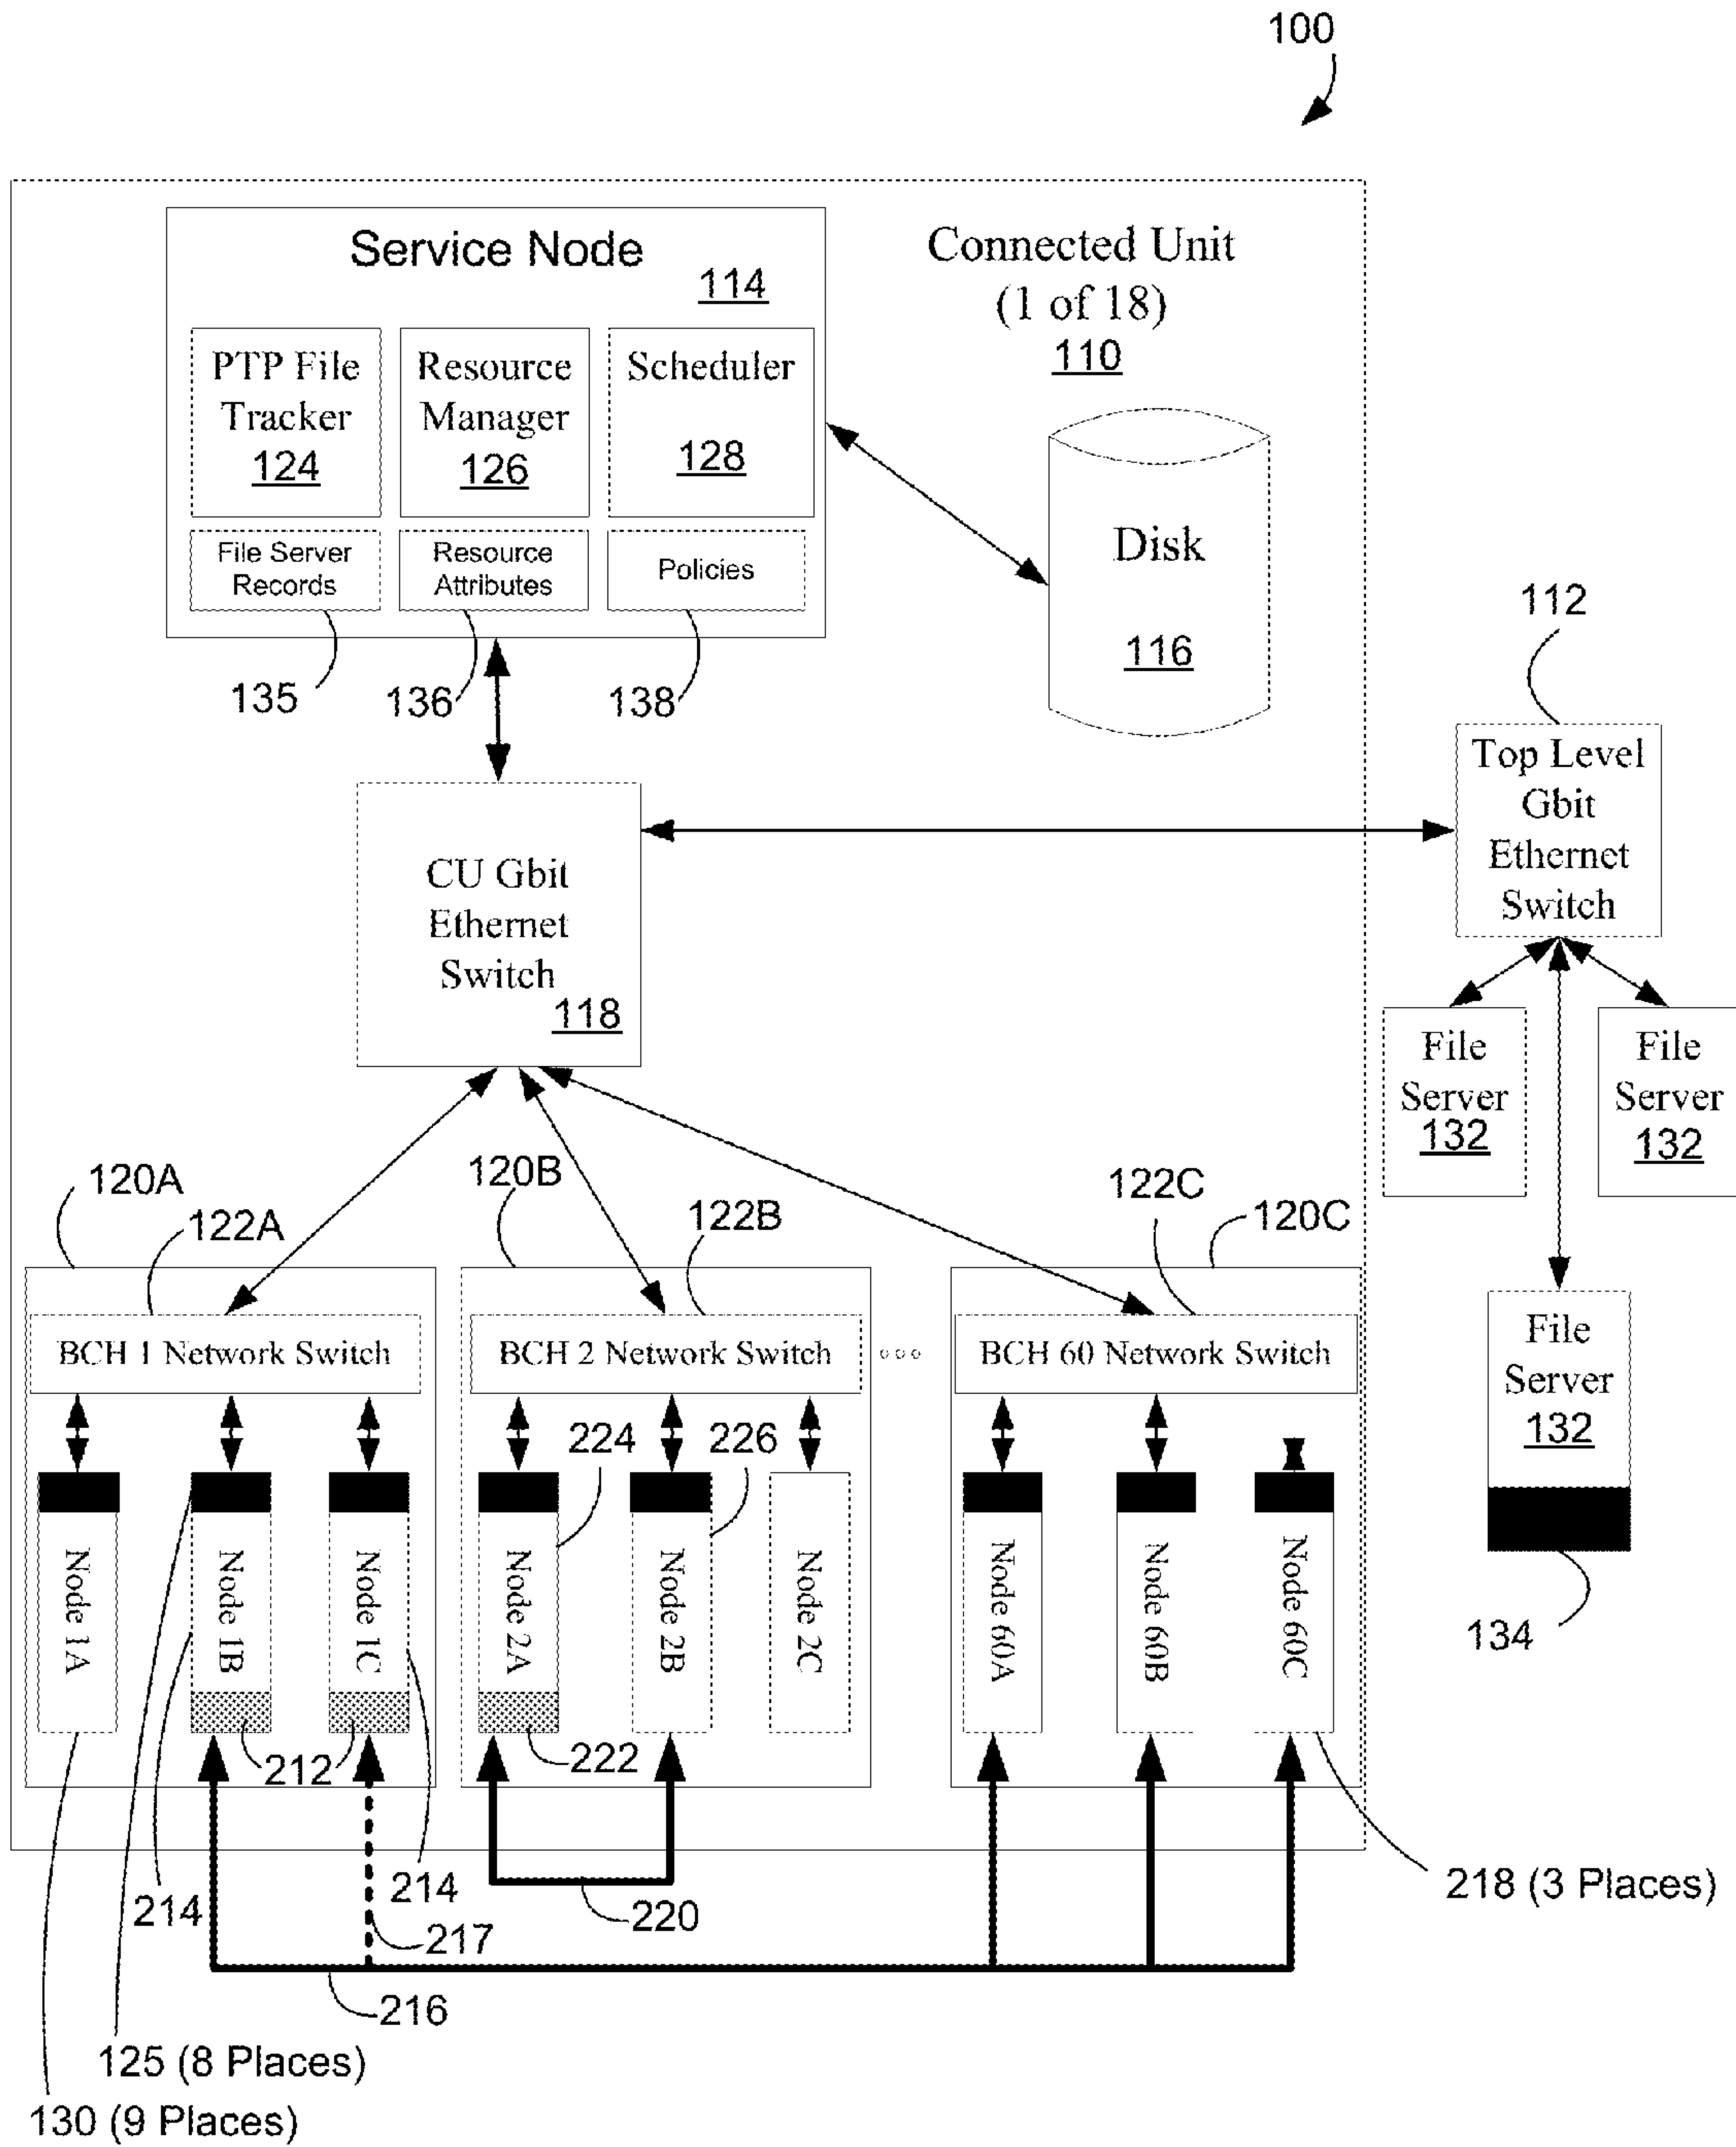 100
Service Node
114
Connected Unit
(1 of 18)
110
PTP File
Tracker
124
Resource
Manager
126
Scheduler
128
File Server
Records
Resource
Attributes
Policies
135
136
138
Disk
116
112
Top Level
Gbit
Ethernet
Switch
CU Gbit
Ethernet
Switch
118
File
Server
132
File
Server
132
File
Server
132
134
120A
122A
120B
122B
122C
120C
BCH 1 Network Switch
BCH 2 Network Switch
BCH 60 Network Switch
224
226
Node 1A
Node 1B
Node 1C
Node 2A
Node 2B
Node 2C
Node 60A
Node 60B
Node 60C
212
222
214
214
217
220
216
218 (3 Places)
125 (8 Places)
130 (9 Places)